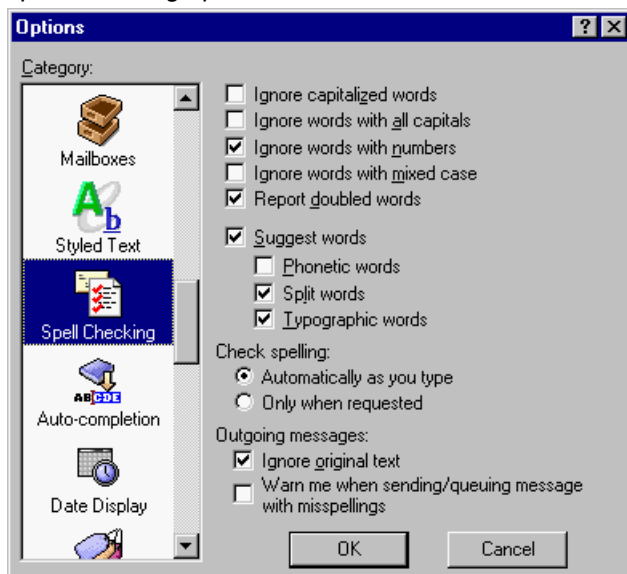 Options
Category:
Mailboxes
Styled Text
Spell Checking
ABCDE
Auto-completion
Date Display
Ignore capitalized words
Ignore words with all capitals
Ignore words with numbers
Ignore words with mixed case
Report doubled words
Suggest words
Phonetic words
Split words
Typographic words
Check spelling:
Automatically as you type
Only when requested
Outgoing messages:
Ignore original text
Warn me when sending/queuing message
with misspellings
OK
Cancel